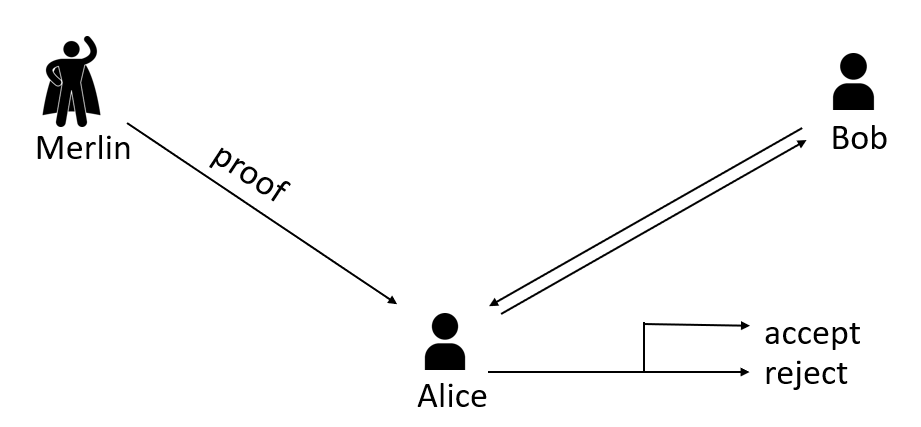 Merlin
proof
Bob
accept
reject
Alice